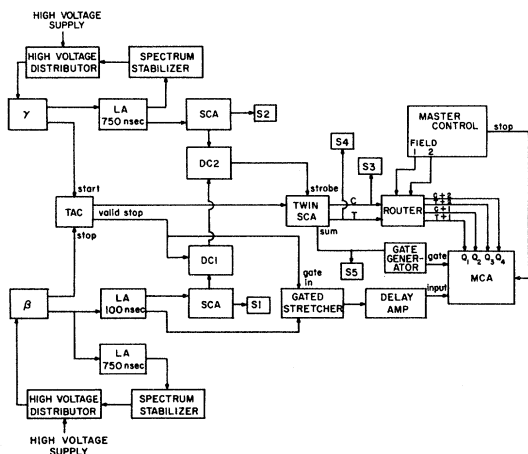 HIGH VOLTAGE
SUPPLY
HIGH VOLTAGE
DISTRIBUTOR
SPECTRUM
STABILIZER
γ
LA
750 nsec
SCA
S2
DC2
S4
S3
MASTER
CONTROL
FIELD
1 2
stop
start
TAC
valid stop
stop
strobe
TWIN
SCA
C
T
sum
ROUTER
C+2
T+2
C+1
T+1
DC1
gate
in
S5
GATE
GENER-
ATOR
gate
Q1 Q2 Q3 Q4
MCA
β
LA
100 nsec
SCA
S1
GATED
STRETCHER
DELAY
AMP
input
LA
750 nsec
HIGH VOLTAGE
DISTRIBUTOR
SPECTRUM
STABILIZER
HIGH VOLTAGE
SUPPLY